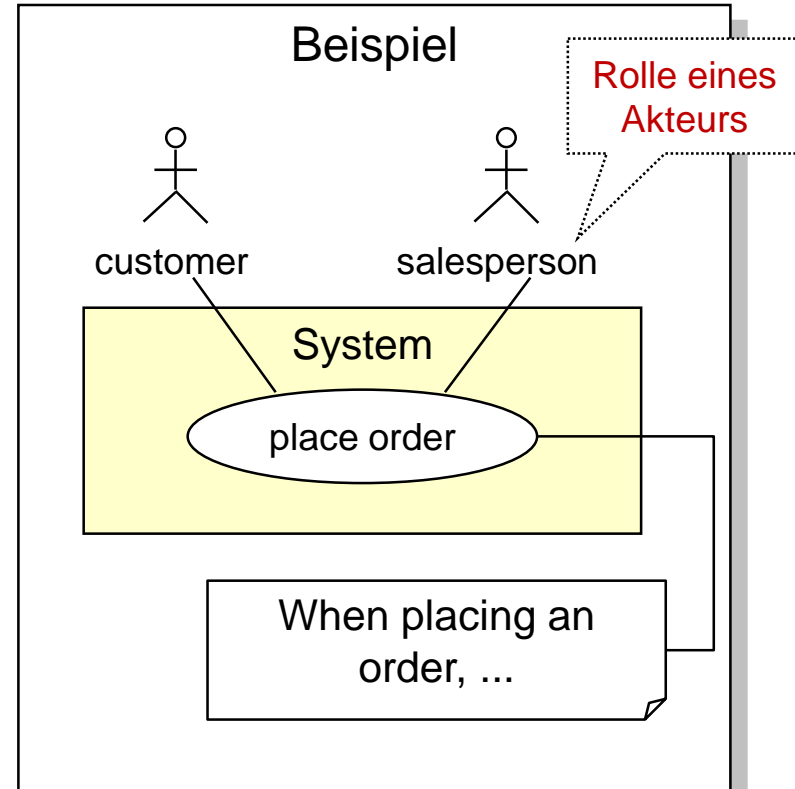 Beispiel
Rolle eines
Akteurs
customer
salesperson
System
place order
When placing an
order, ...